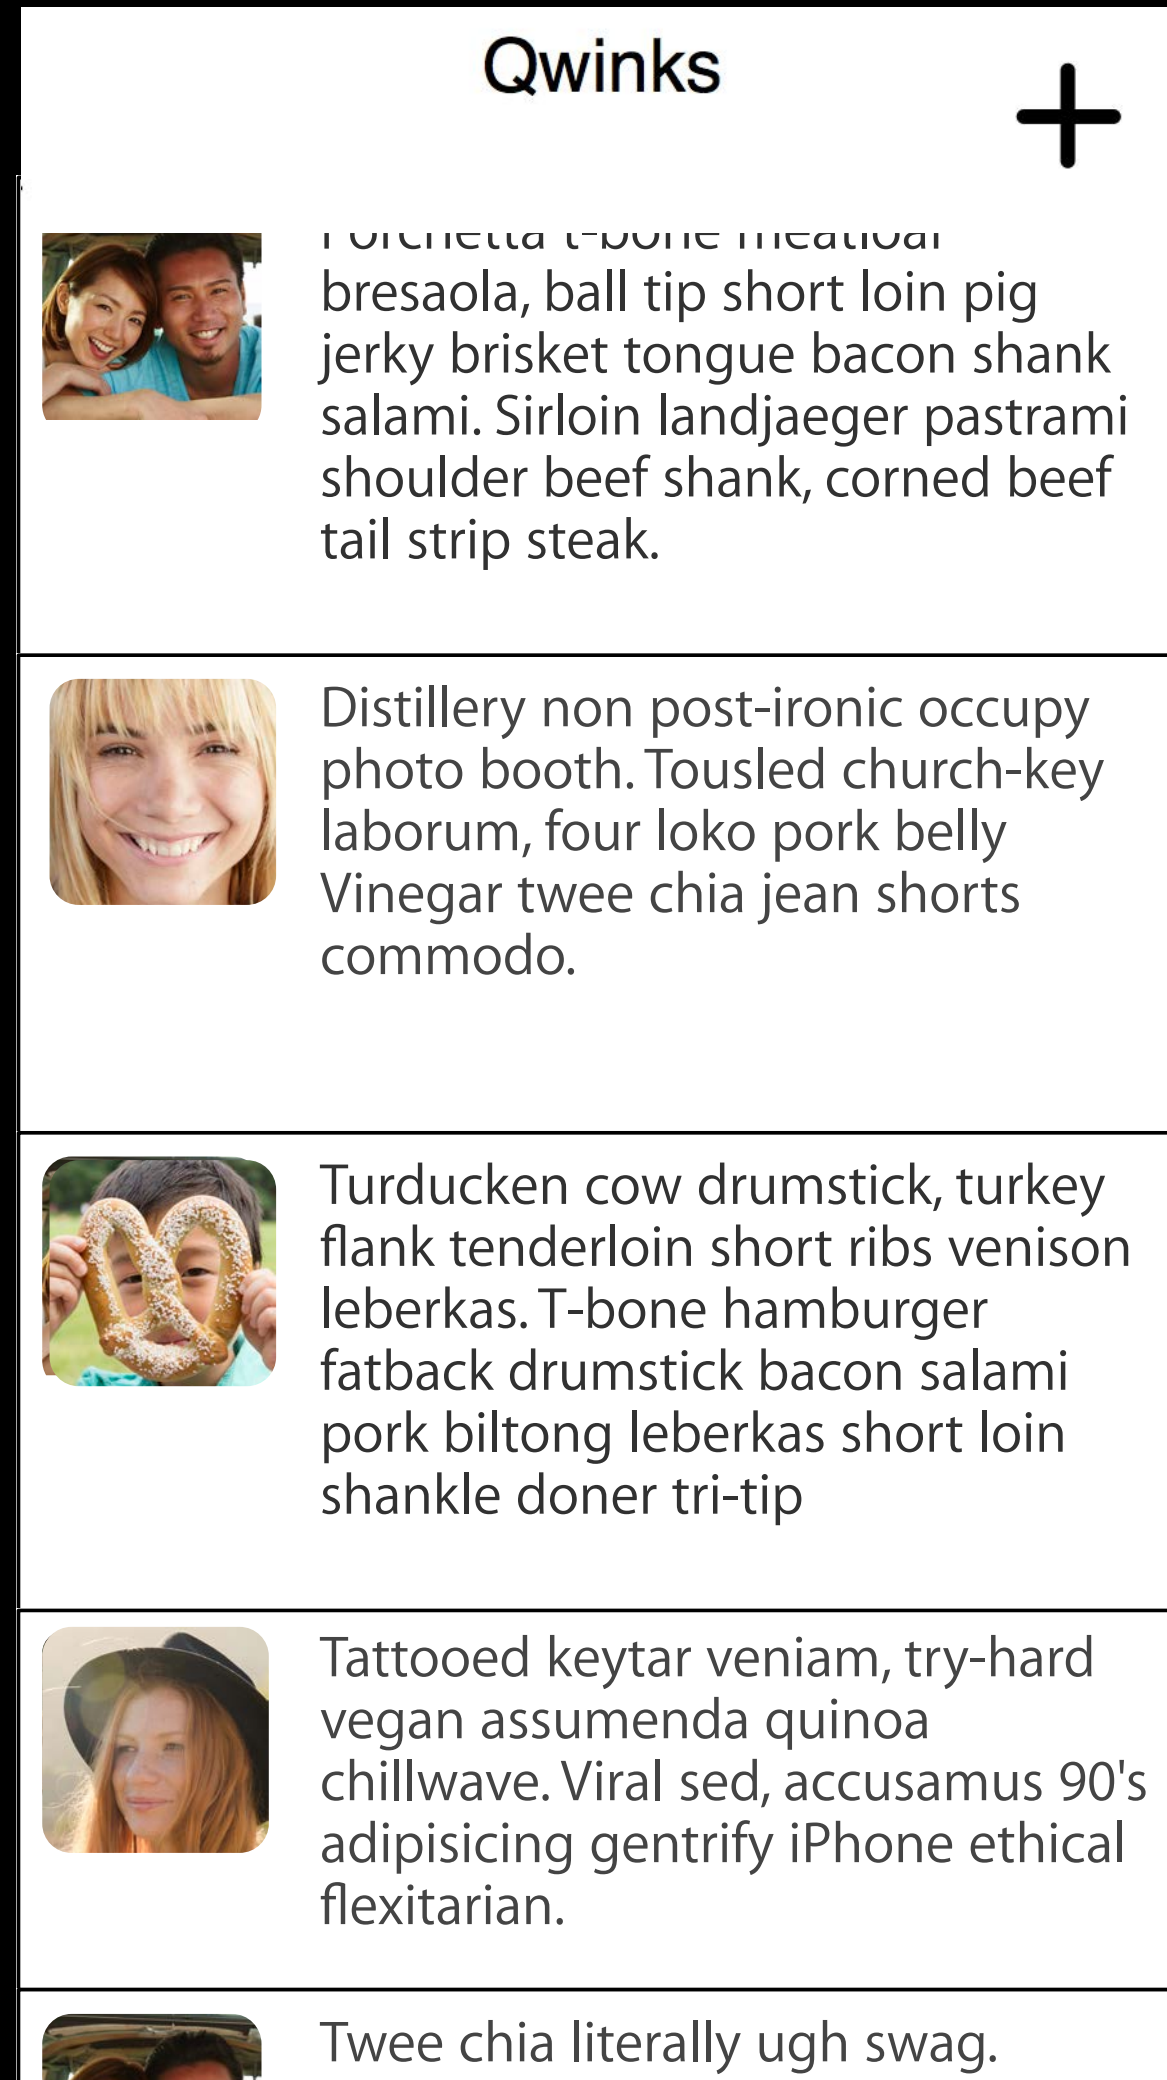 Qwinks
Porchetta t-bone meatloaf
bresaola, ball tip short loin pig
jerky brisket tongue bacon shank
salami. Sirloin landjaeger pastrami
shoulder beef shank, corned beef
tail strip steak.
Distillery non post-ironic occupy
photo booth. Tousled church-key
laborum, four loko pork belly
Vinegar twee chia jean shorts
commodo.
Turducken cow drumstick, turkey
flank tenderloin short ribs venison
leberkas. T-bone hamburger
fatback drumstick bacon salami
pork biltong leberkas short loin
shankle doner tri-tip
Tattooed keytar veniam, try-hard
vegan assumenda quinoa
chillwave. Viral sed, accusamus 90's
adipisicing gentrify iPhone ethical
flexitarian.
Twee chia literally ugh swag.